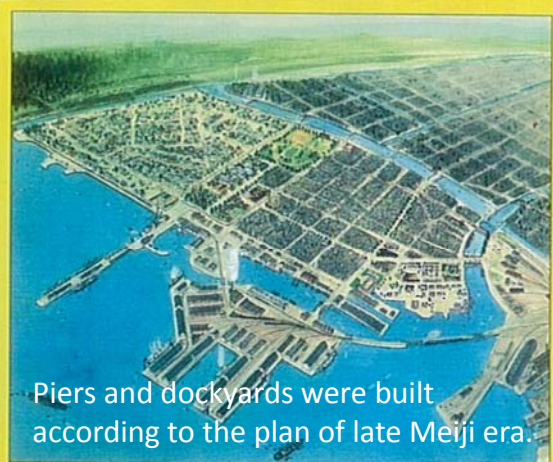 Piers and dockyards were built
according to the plan of late Meiji era.